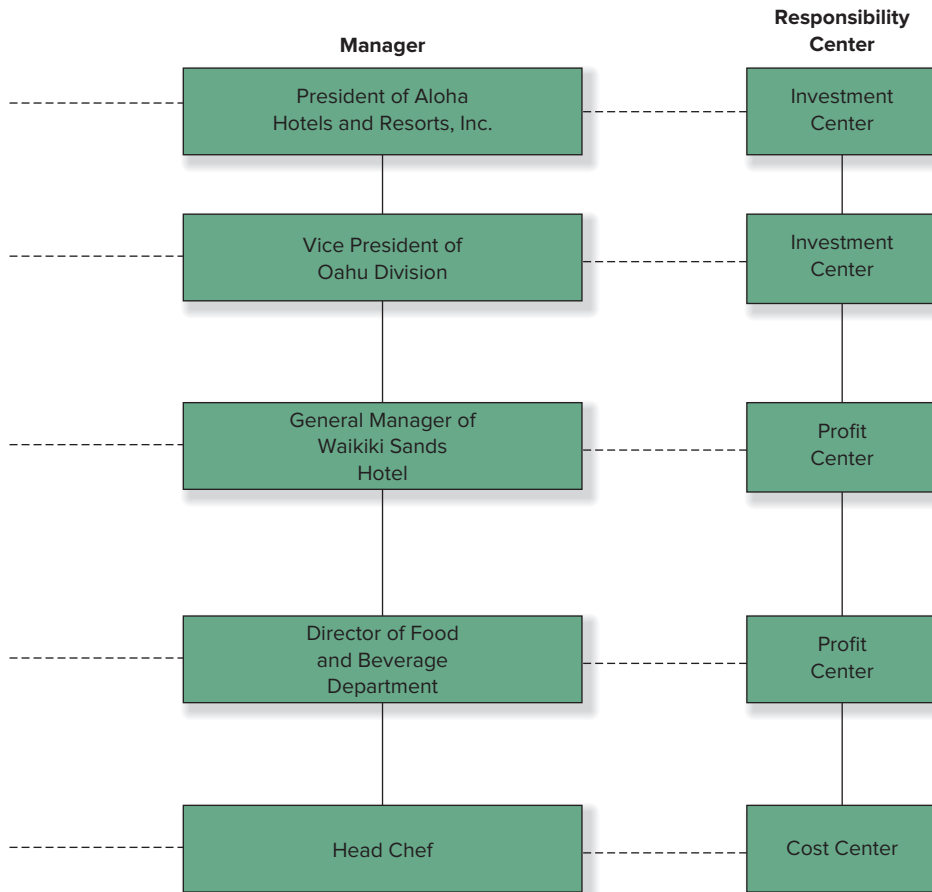 Responsibility
Center
Manager
President of Aloha
Hotels and Resorts, Inc.
Investment
Center
Vice President of
Oahu Division
Investment
Center
General Manager of
Waikiki Sands
Hotel
Profit
Center
Director of Food
and Beverage
Department
Profit
Center
Head Chef
Cost Center